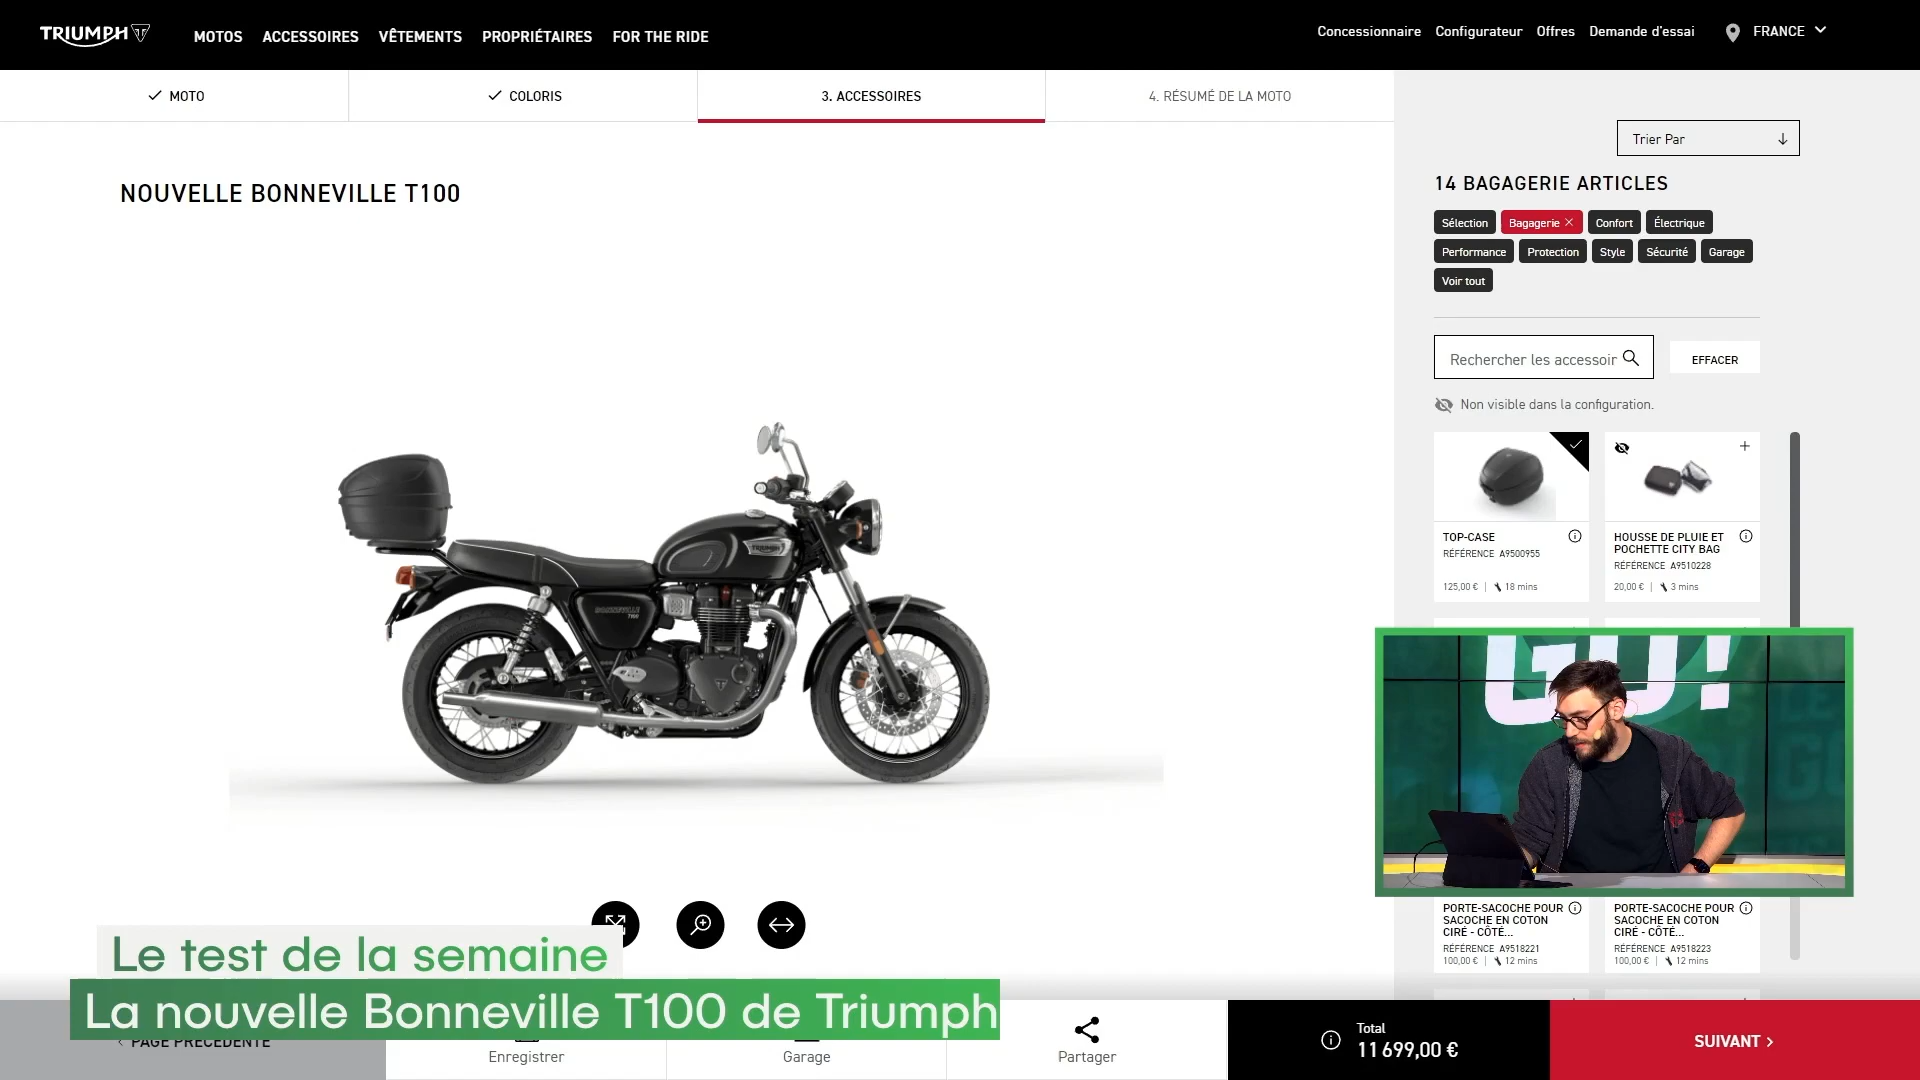 TRIUMPH
MOTOS ACCESSOIRES VÊTEMENTS PROPRIÉTAIRES FOR THE RIDE
Concessionnaire Configurateur Offres Demande d'essai FRANCE
MOTO
COLORIS
3. ACCESSOIRES
4. RÉSUMÉ DE LA MOTO
Trier Par
NOUVELLE BONNEVILLE T100
14 BAGAGERIE ARTICLES
Sélection Bagagerie Confort Électrique
Performance Protection Style Sécurité Garage
Voir tout
Rechercher les accessoir
EFFACER
Non visible dans la configuration.
TOP-CASE
RÉFÉRENCE A9500955
125,00 € | 18 mins
HOUSSE DE PLUIE ET
POCHETTE CITY BAG
RÉFÉRENCE A9510228
20,00 € | 3 mins
TRIUMPH
BONNEVILLE
T100
GO!
PORTE-SACOCHE POUR
SACOCHE EN COTON
CIRÉ - CÔTÉ...
RÉFÉRENCE A9518221
100,00 € | 12 mins
PORTE-SACOCHE POUR
SACOCHE EN COTON
CIRÉ - CÔTÉ...
RÉFÉRENCE A9518223
100,00 € | 12 mins
Le test de la semaine
La nouvelle Bonneville T100 de Triumph
PAGE PRÉCÉDENTE
Enregistrer
Garage
Partager
Total
11 699,00 €
SUIVANT